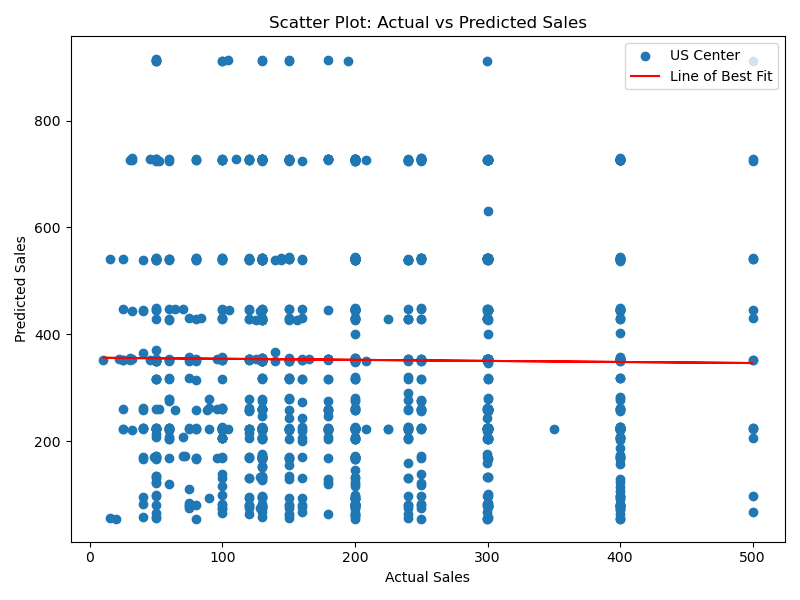 Scatter Plot: Actual vs Predicted Sales
US Center
Line of Best Fit
Predicted Sales
800
600
400
200
0 100 200 300 400 500
Actual Sales